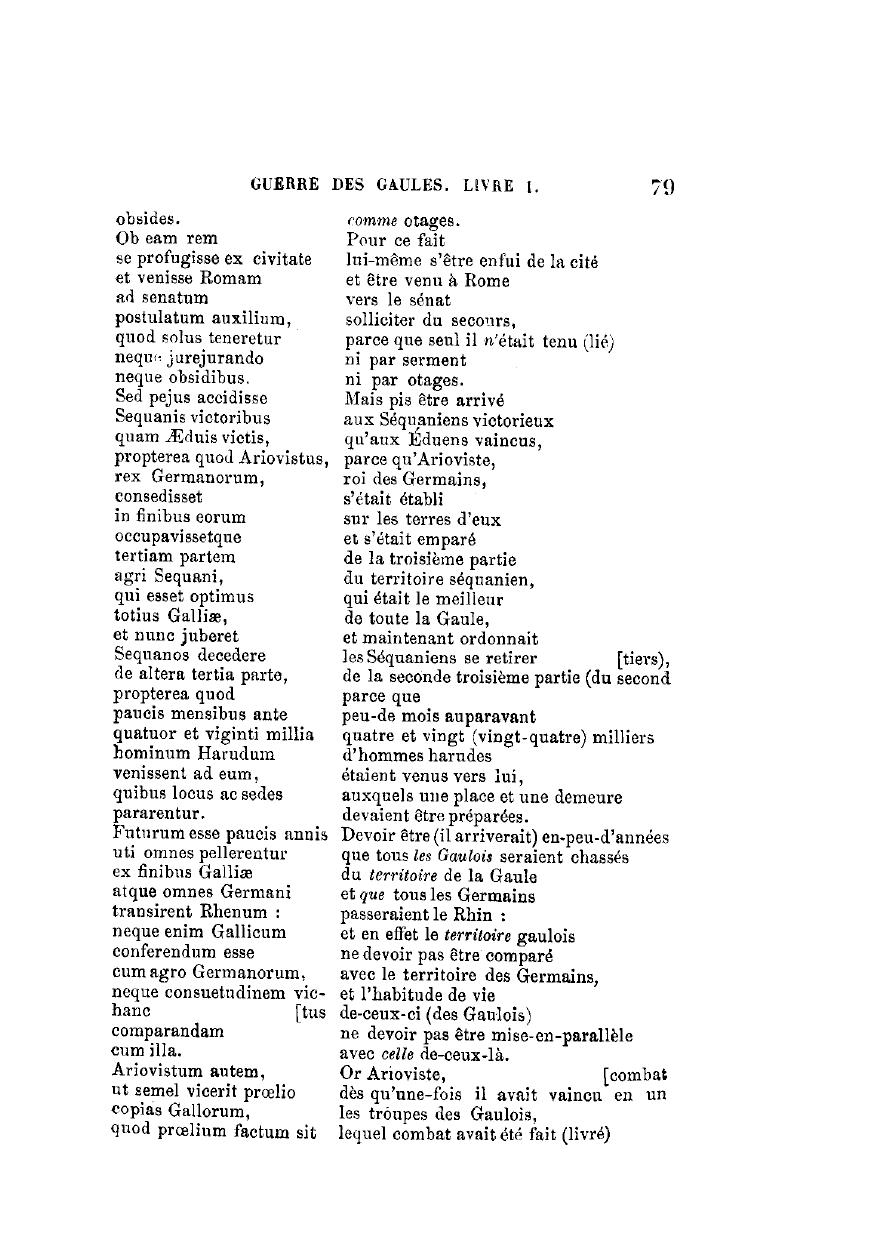 GUERRE DES GAULES. LIVRE I. 79
obsides. comme otages.
Ob eam rem Pour ce fait
se profugisse ex civitate lui-même s'être enfui de la cité
et venisse Romam et être venu à Rome
ad senatum vers le sénat
postulatum auxilium, solliciter du secours,
quod solus teneretur parce que seul il n'était tenu (lié)
neque jurejurando ni par serment
neque obsidibus. ni par otages.
Sed pejus accidisse Mais pis être arrivé
Sequanis victoribus aux Séquaniens victorieux
quam Æduis victis, qu'aux Éduens vaincus,
propterea quod Ariovistus, parce qu'Arioviste,
rex Germanorum, roi des Germains,
consedisset s'était établi
in finibus eorum sur les terres d'eux
occupavissetque et s'était emparé
tertiam partem de la troisième partie
agri Sequani, du territoire séquanien,
qui esset optimus qui était le meilleur
totius Galliæ, de toute la Gaule,
et nunc juberet et maintenant ordonnait
Sequanos decedere les Séquaniens se retirer [tiers),
de altera tertia parte, de la seconde troisième partie (du second
propterea quod parce que
paucis mensibus ante peu-de mois auparavant
quatuor et viginti millia quatre et vingt (vingt-quatre) milliers
hominum Harudum d'hommes harudes
venissent ad eum, étaient venus vers lui,
quibus locus ac sedes auxquels une place et une demeure
pararentur. devaient être préparées.
Futurum esse paucis annis Devoir être (il arriverait) en-peu-d'années
uti omnes pellerentur que tous les Gaulois seraient chassés
ex finibus Galliæ du territoire de la Gaule
atque omnes Germani et que tous les Germains
transirent Rhenum : passeraient le Rhin :
neque enim Gallicum et en effet le territoire gaulois
conferendum esse ne devoir pas être comparé
cum agro Germanorum, avec le territoire des Germains,
neque consuetudinem vic- et l'habitude de vie
hanc [tus de-ceux-ci (des Gaulois)
comparandam ne devoir pas être mise-en-parallèle
cum illa. avec celle de-ceux-là.
Ariovistum autem, Or Arioviste, [combat
ut semel vicerit prœlio dès qu'une-fois il avait vaincu en un
copias Gallorum, les troupes des Gaulois,
quod prœlium factum sit lequel combat avait été fait (livré)